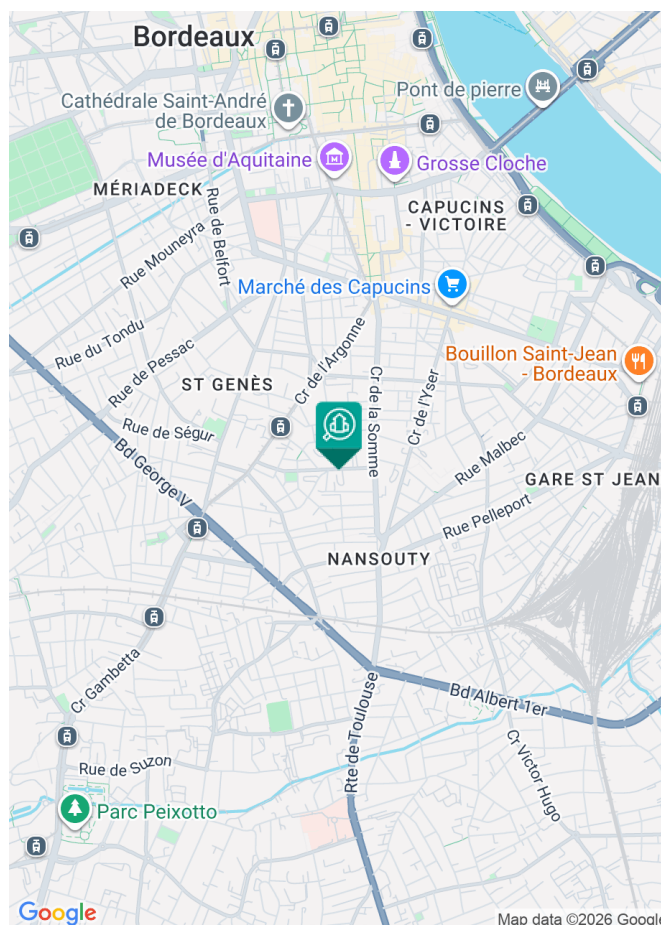 Bordeaux
Cathédrale Saint-André
de Bordeaux
Pont de pierre
Musée d'Aquitaine
Grosse Cloche
MÉRIADECK
Rue de Belfort
CAPUCINS
- VICTOIRE
Rue Mouneyra
Marché des Capucins
Rue du Tondu
Rue de Pessac
Cr de l'Argonne
Cr de la Somme
Cr de l'Yser
Bouillon Saint-Jean
- Bordeaux
ST GENÈS
Rue de Ségur
Bd George V
Rue Malbec
GARE ST JEAN
Rue Pelleport
NANSOUTY
Cr Gambetta
Rte de Toulouse
Bd Albert 1er
Cr Victor Hugo
Rue de Suzon
Parc Peixotto
Google
Map data ©2026 Google